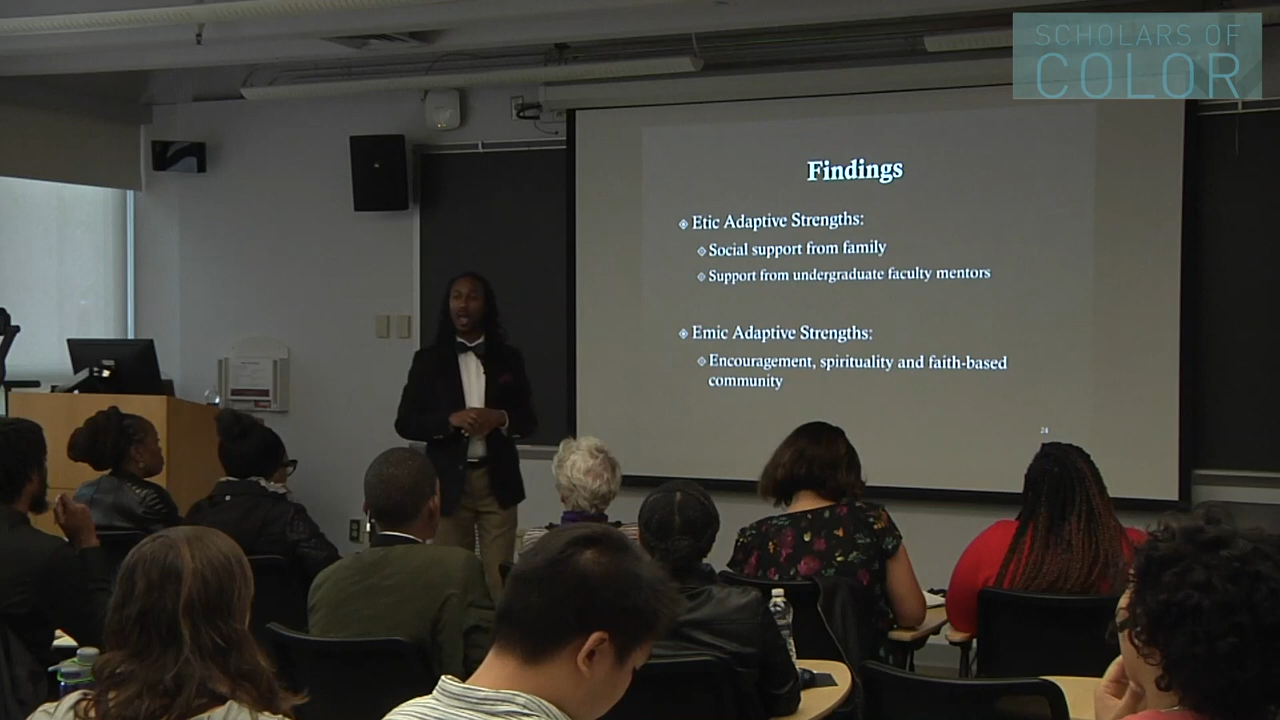 SCHOLARS OF
COLOR
Findings
Etic Adaptive Strengths:
Social support from family
Support from undergraduate faculty mentors
Emic Adaptive Strengths:
Encouragement, spirituality and faith-based
community
24